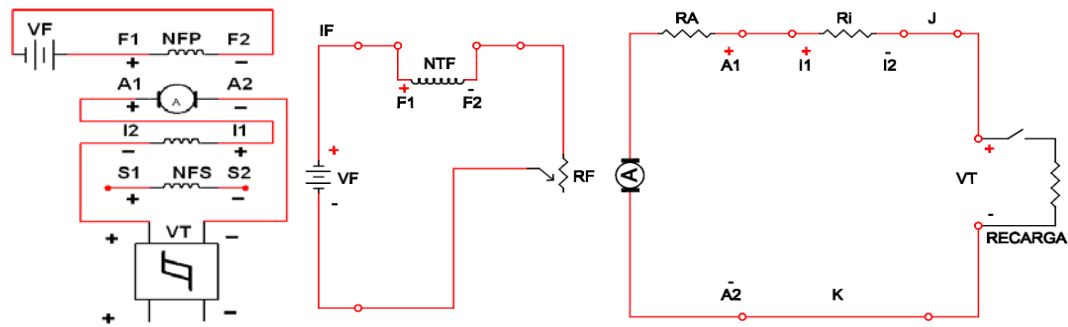 VF F1 NFP F2
+ -
A1 A2
A
+ -
I2 I1
- +
S1 NFS S2
+ -
+ VT -
+ -
IF
NTF
+ -
F1 F2
+
VF
-
RF
RA Ri J
+ + -
A1 I1 I2
A
+
VT
-
RECARGA
-
A2 K